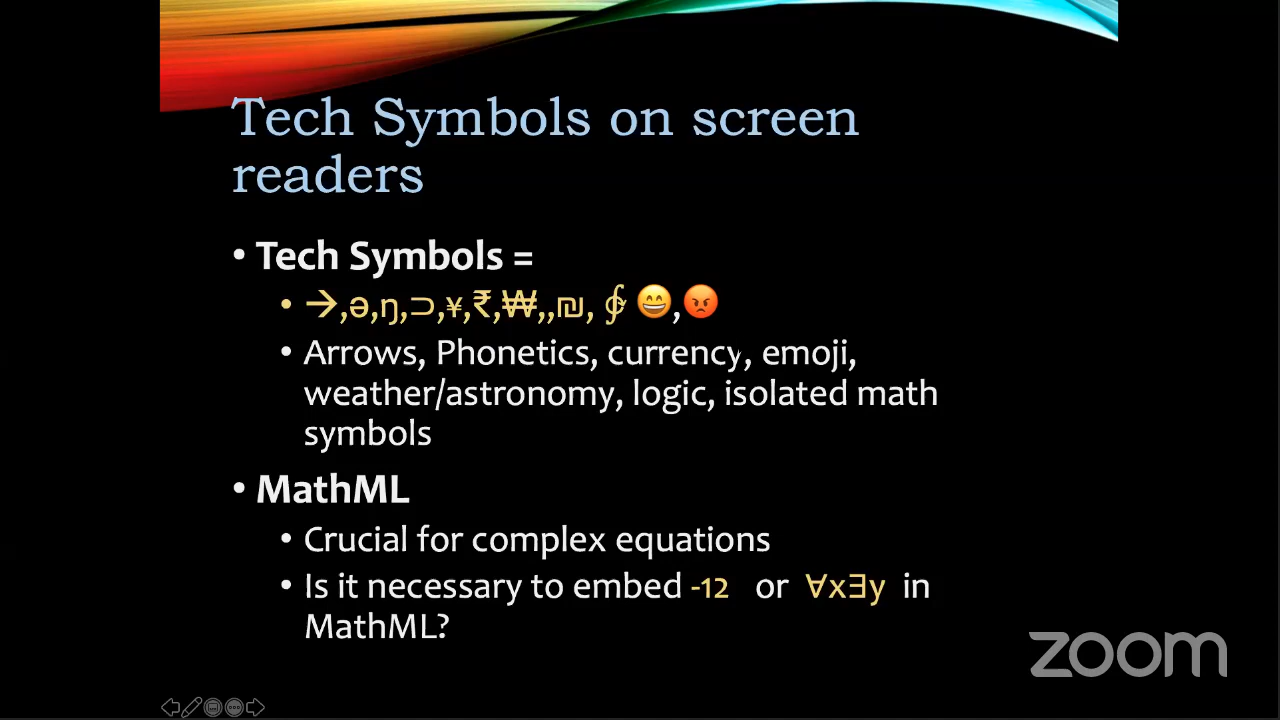 Tech Symbols on screen
readers
• Tech Symbols =
• →,ə,ŋ,⊃,¥,₹,₩,,₪, ∲ 😄,😡
• Arrows, Phonetics, currency, emoji,
weather/astronomy, logic, isolated math
symbols
• MathML
• Crucial for complex equations
• Is it necessary to embed -12 or ∀x∃y in
MathML?
zoom